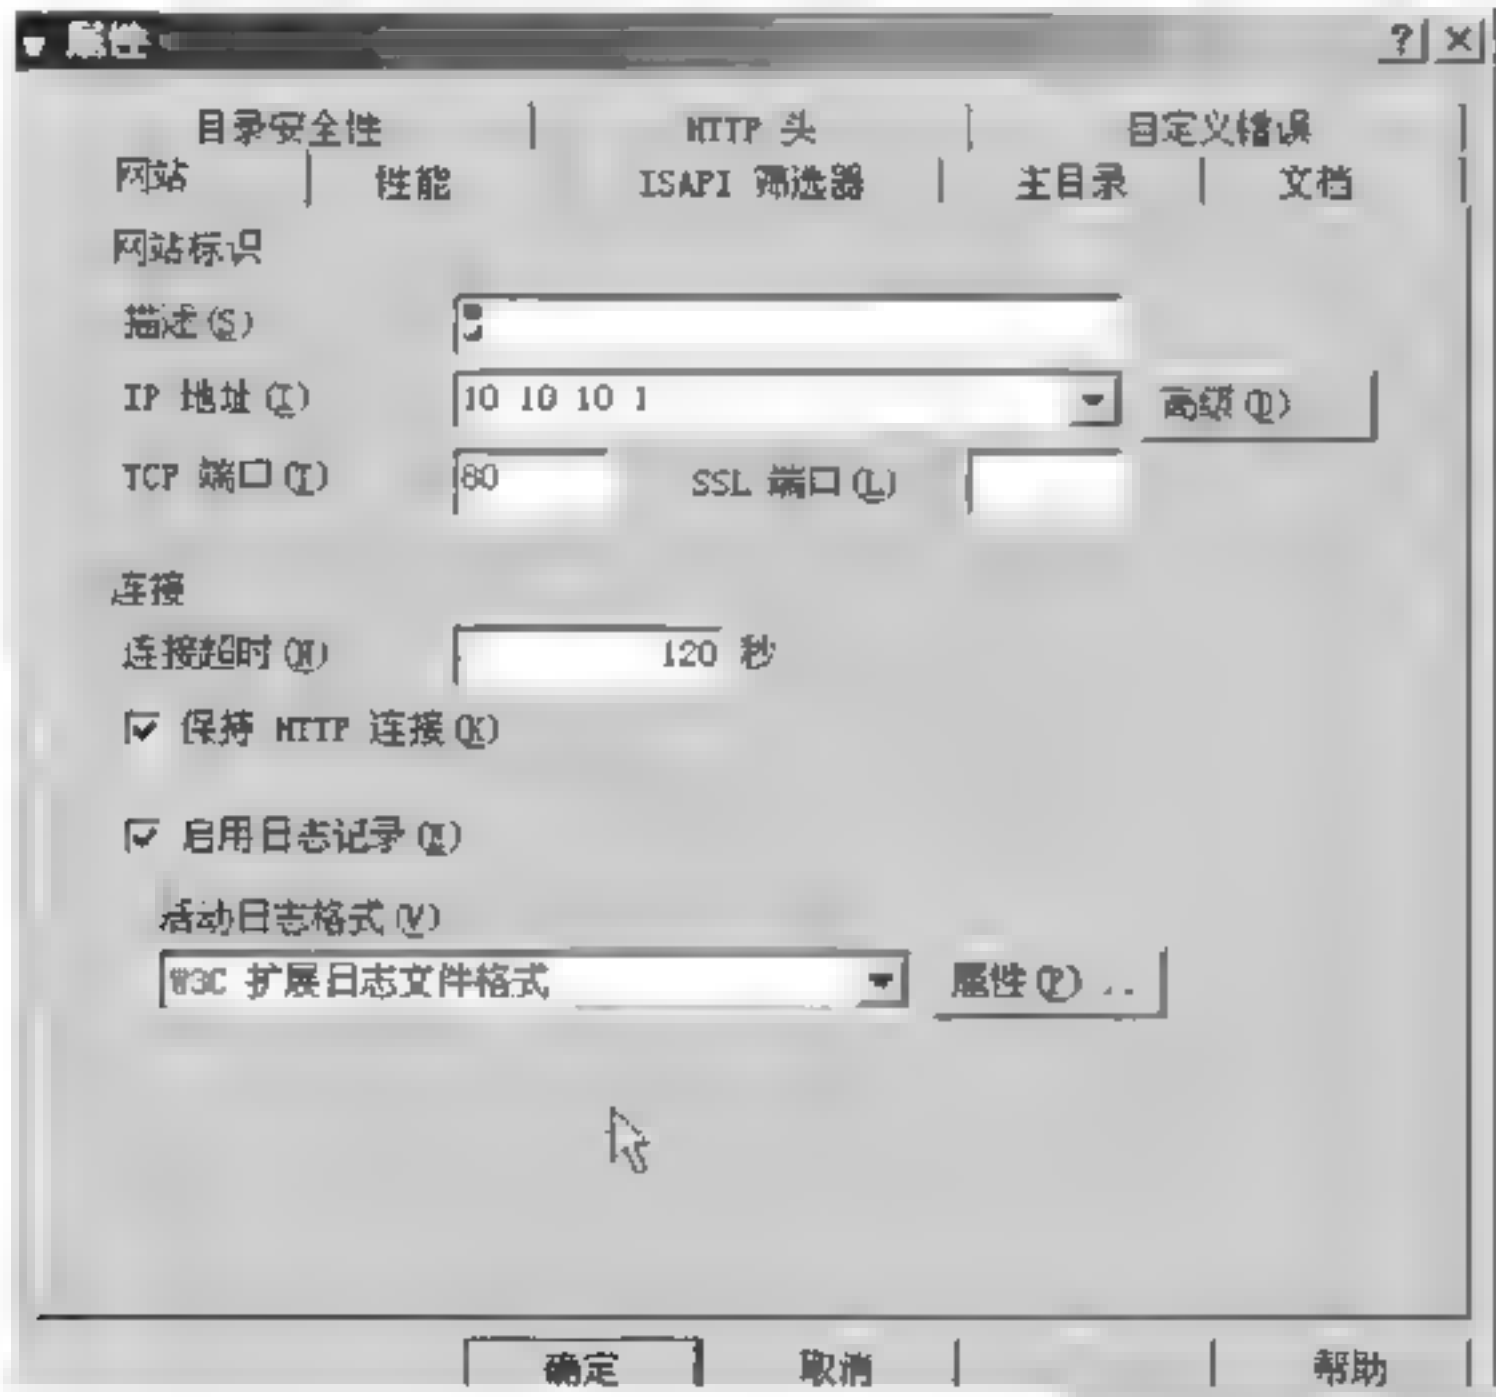 属性
?
目录安全性 HTTP 头 自定义错误
网站 性能 ISAPI 筛选器 主目录 文档
网站标识
描述(S)
IP 地址(I) 10 10 10 1 高级(D)
TCP 端口(T) 80 SSL 端口(L)
连接
连接超时(N) 120 秒
保持 HTTP 连接(K)
启用日志记录(E)
活动日志格式(V)
W3C 扩展日志文件格式 属性(P) ..
确定 取消 帮助